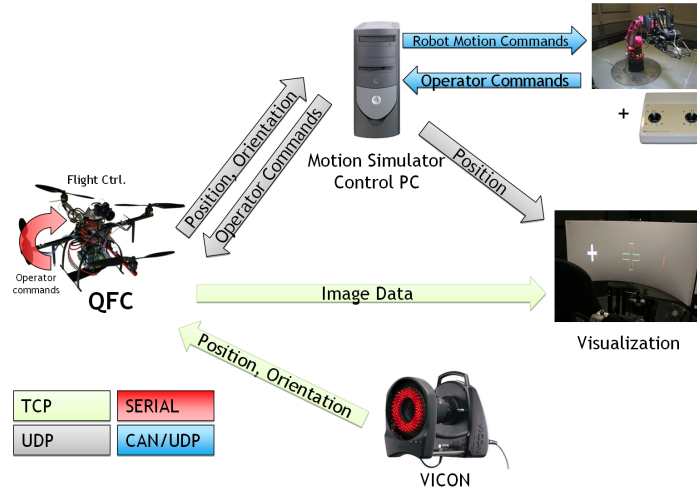 Robot Motion Commands
Operator Commands
+
Motion Simulator
Control PC
Position, Orientation
Operator Commands
Position
Flight Ctrl.
Operator
commands
QFC
Image Data
Visualization
Position, Orientation
VICON
TCP
SERIAL
UDP
CAN/UDP